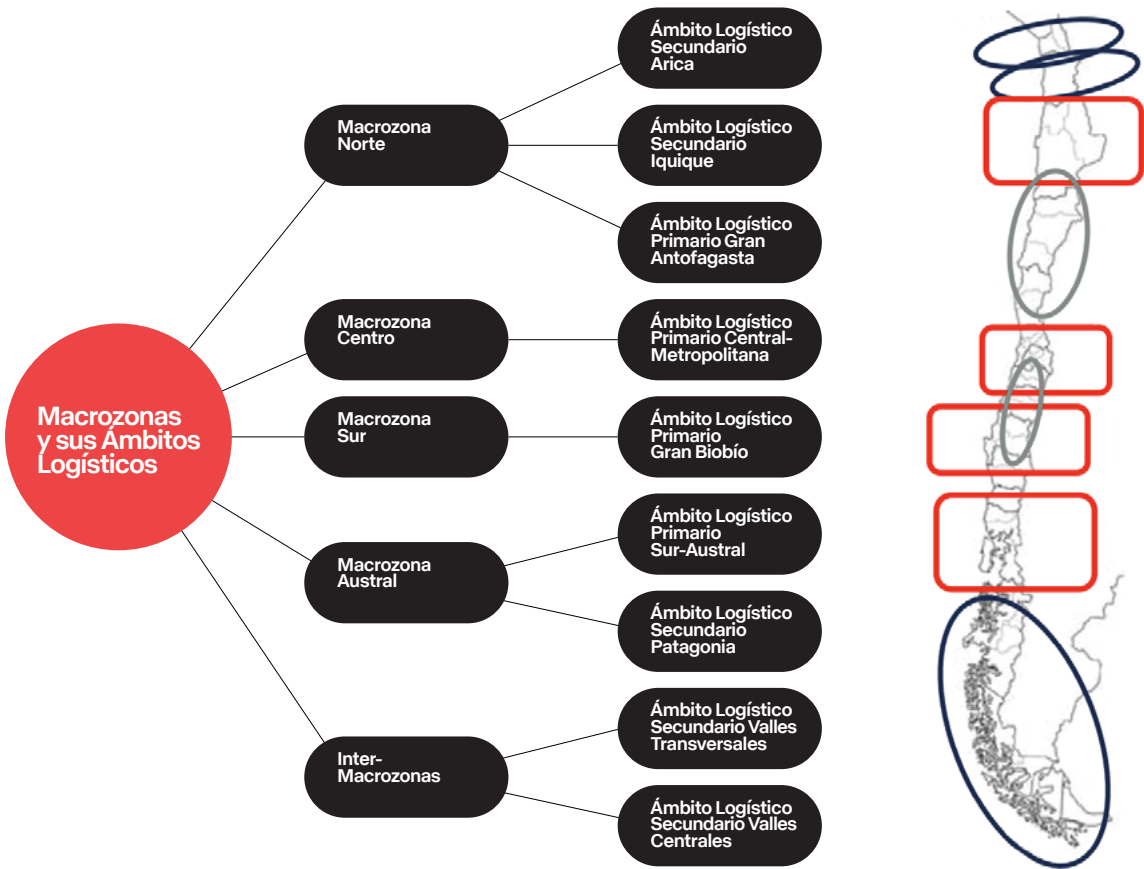 Macrozonas
y sus Ámbitos
Logísticos
Macrozona
Norte
Ámbito Logístico
Secundario
Arica
Ámbito Logístico
Secundario
Iquique
Ámbito Logístico
Primario Gran
Antofagasta
Macrozona
Centro
Ámbito Logístico
Primario Central-
Metropolitana
Macrozona
Sur
Ámbito Logístico
Primario
Gran Biobío
Macrozona
Austral
Ámbito Logístico
Primario
Sur-Austral
Ámbito Logístico
Secundario
Patagonia
Inter-
Macrozonas
Ámbito Logístico
Secundario Valles
Transversales
Ámbito Logístico
Secundario Valles
Centrales